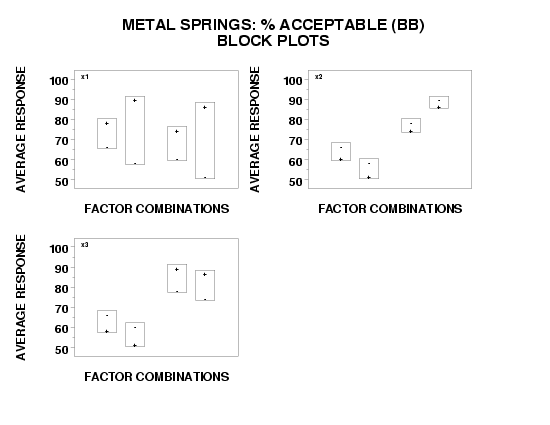 METAL SPRINGS: % ACCEPTABLE (BB)
BLOCK PLOTS
x1
100
90
80
70
60
50
AVERAGE RESPONSE
FACTOR COMBINATIONS
x2
100
90
80
70
60
50
AVERAGE RESPONSE
FACTOR COMBINATIONS
x3
100
90
80
70
60
50
AVERAGE RESPONSE
FACTOR COMBINATIONS